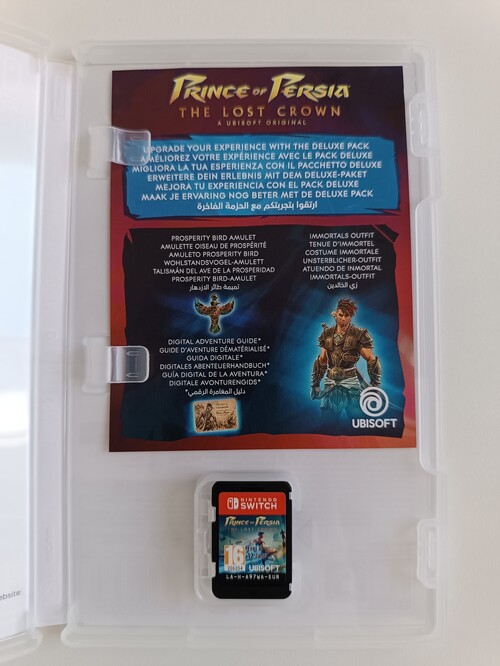 PRINCE OF PERSIA
THE LOST CROWN
A UBISOFT ORIGINAL
UPGRADE YOUR EXPERIENCE WITH THE DELUXE PACK
AMÉLIOREZ VOTRE EXPÉRIENCE AVEC LE PACK DELUXE
MIGLIORA LA TUA ESPERIENZA CON IL PACCHETTO DELUXE
ERWEITERE DEIN ERLEBNIS MIT DEM DELUXE-PAKET
MEJORA TU EXPERIENCIA CON EL PACK DELUXE
MAAK JE ERVARING NOG BETER MET DE DELUXE PACK
ارتقوا بتجربتكم مع الحزمة الفاخرة
PROSPERITY BIRD AMULET
AMULETTE OISEAU DE PROSPÉRITÉ
AMULETO PROSPERITY BIRD
WOHLSTANDSVOGEL-AMULETT
TALISMÁN DEL AVE DE LA PROSPERIDAD
PROSPERITY BIRD-AMULET
تميمة طائر الازدهار
IMMORTALS OUTFIT
TENUE D'IMMORTEL
COSTUME IMMORTALE
UNSTERBLICHER-OUTFIT
ATUENDO DE INMORTAL
IMMORTALS-OUTFIT
زي الخالدين
DIGITAL ADVENTURE GUIDE*
GUIDE D'AVENTURE DÉMATÉRIALISÉ*
GUIDA DIGITALE*
DIGITALES ABENTEUERHANDBUCH*
GUÍA DIGITAL DE LA AVENTURA*
DIGITALE AVONTURENGIDS*
دليل المغامرة الرقمي*
UBISOFT
NINTENDO
SWITCH
PRINCE OF PERSIA
THE LOST CROWN
16
UBISOFT
LA-H-A97WA-EUR
ebsite